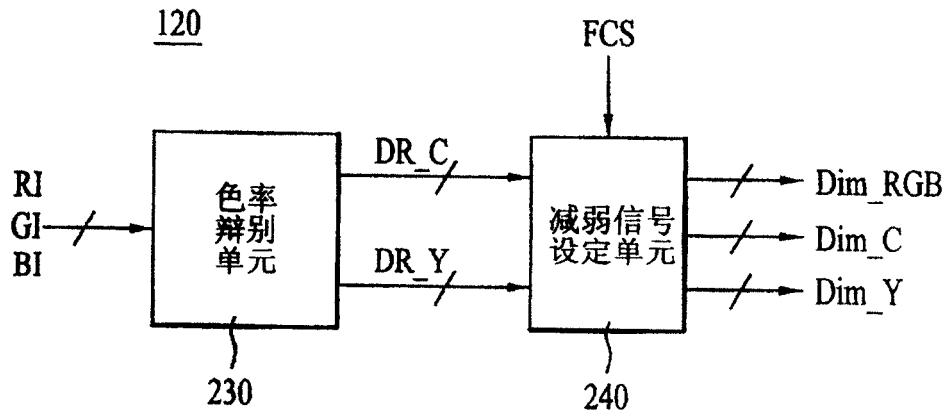 120
FCS
RI
GI
BI
色率
辩别
单元
DR_C
DR_Y
减弱信号
设定单元
Dim_RGB
Dim_C
Dim_Y
230
240